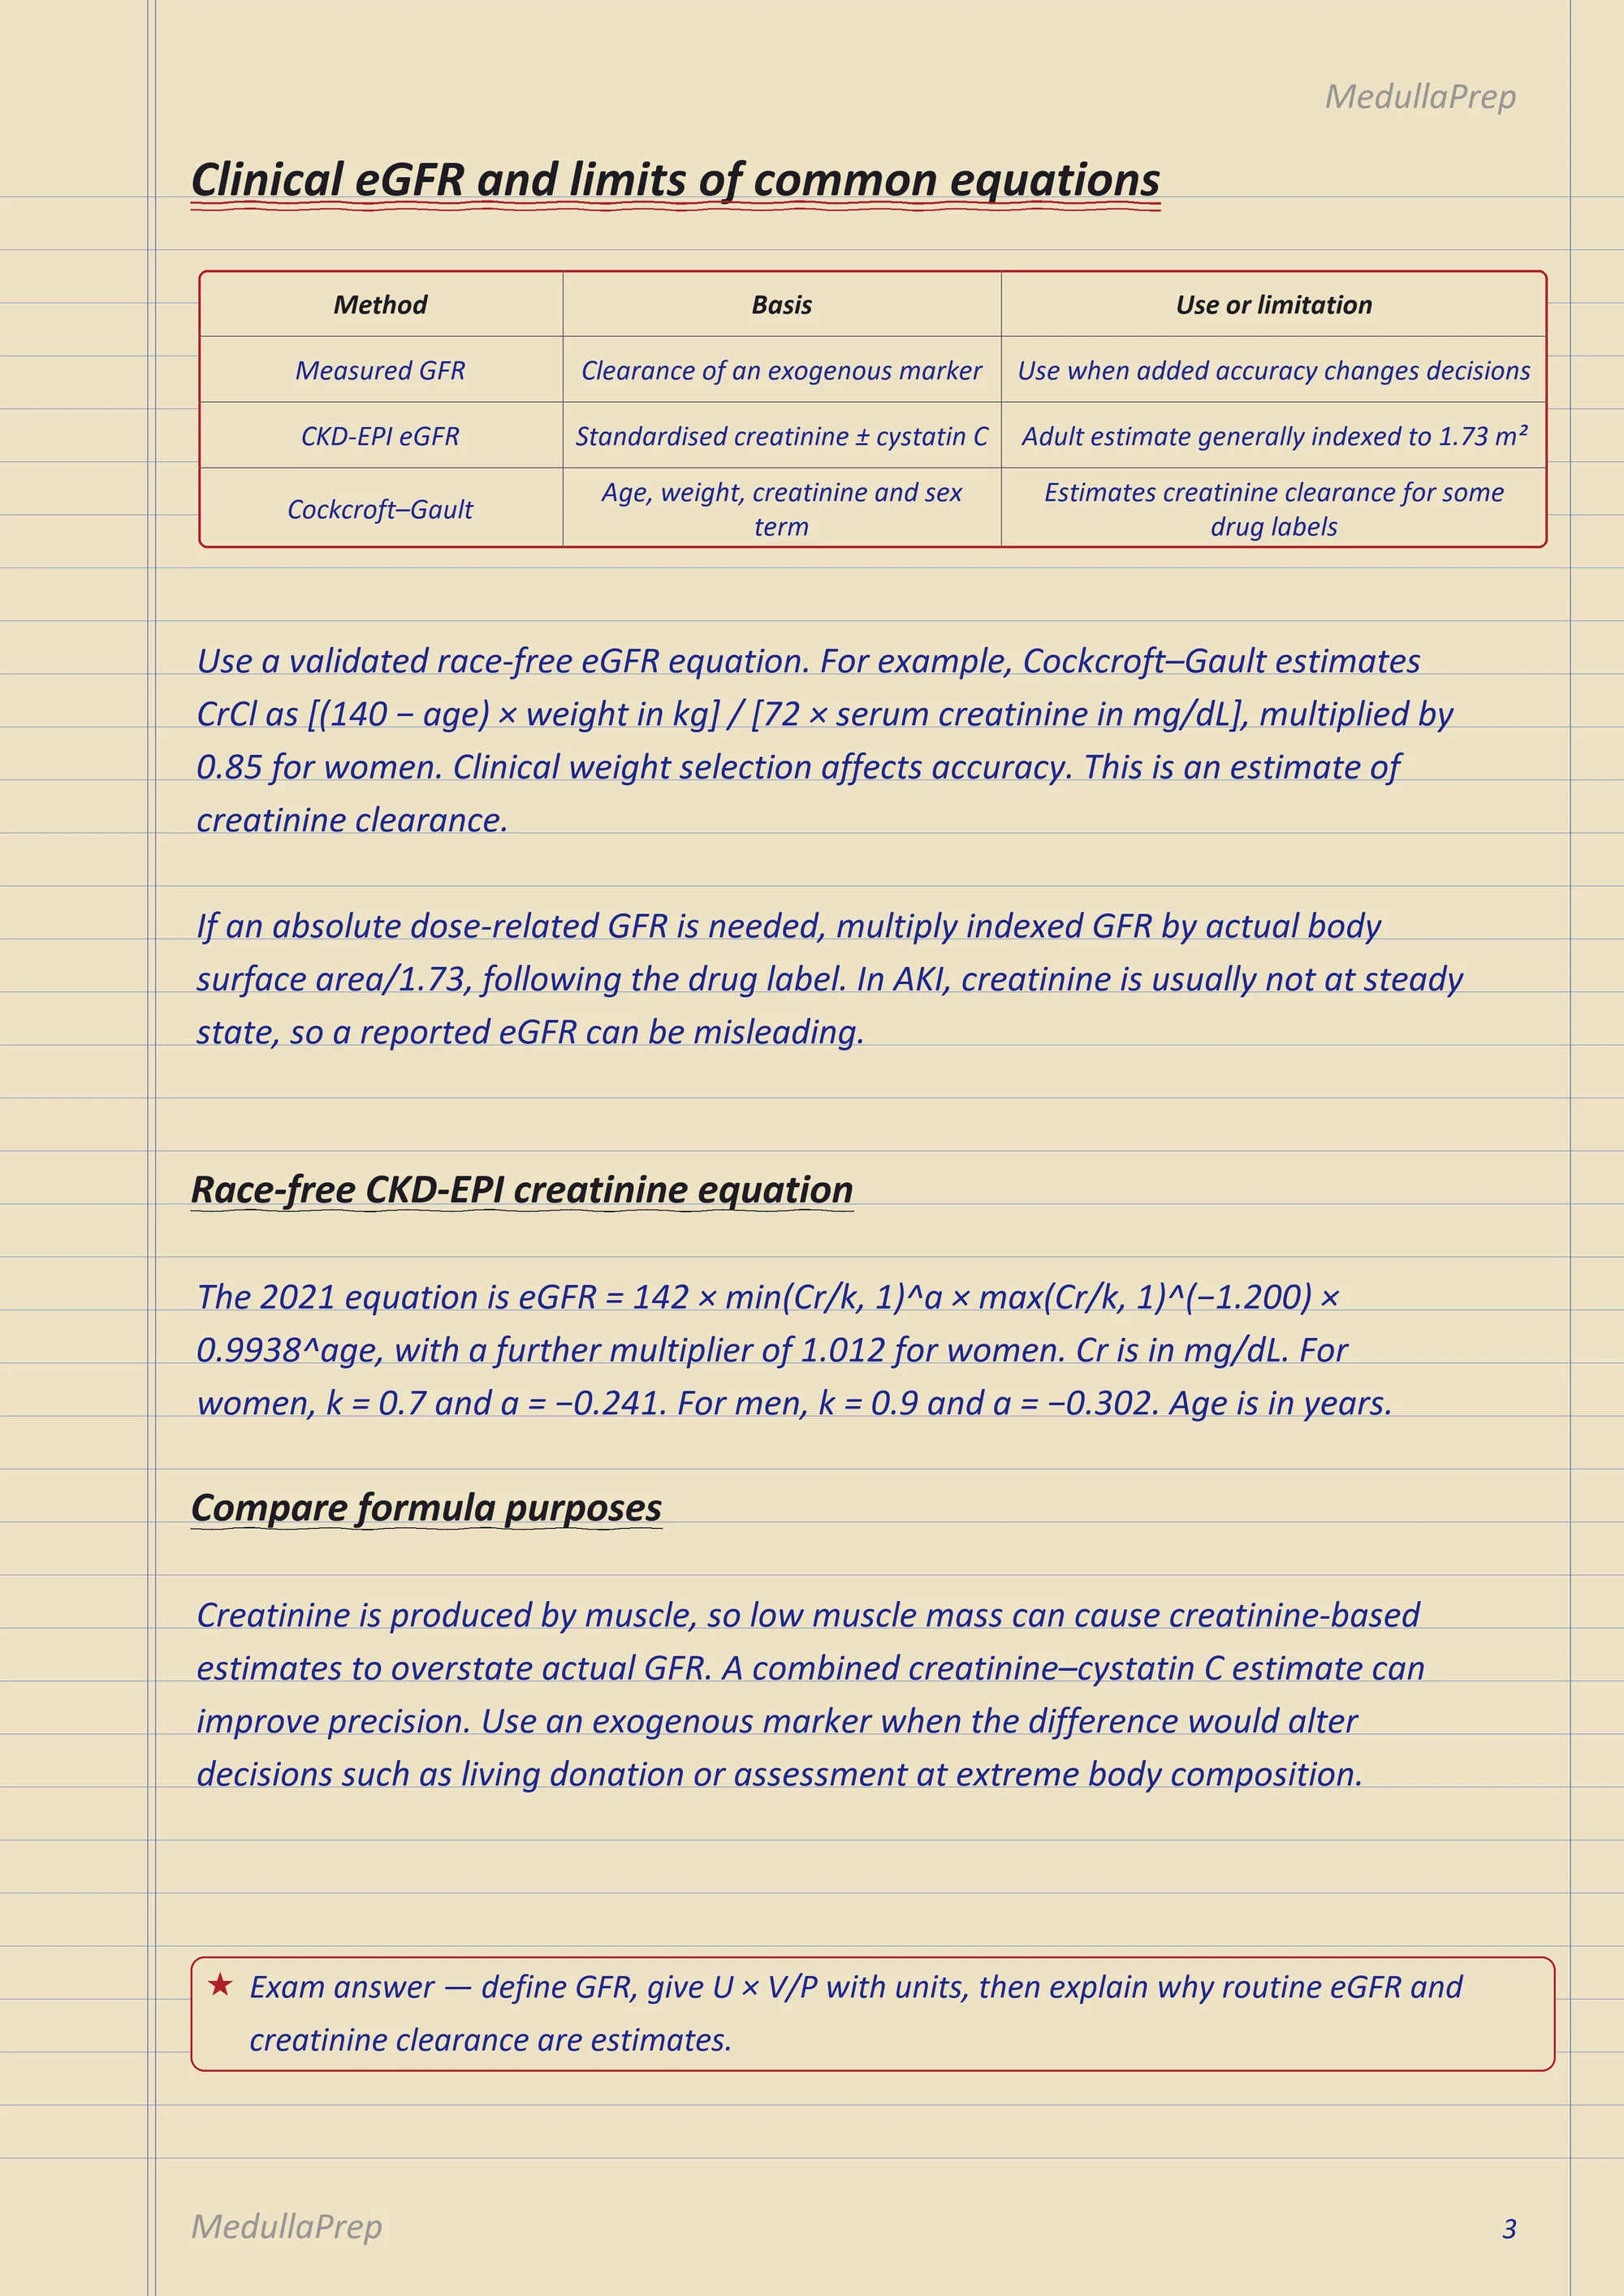 MedullaPrep
Clinical eGFR and limits of common equations
Method Basis Use or limitation
Measured GFR Clearance of an exogenous marker Use when added accuracy changes decisions
CKD-EPI eGFR Standardised creatinine ± cystatin C Adult estimate generally indexed to 1.73 m²
Cockcroft–Gault Age, weight, creatinine and sex term Estimates creatinine clearance for some drug labels
Use a validated race-free eGFR equation. For example, Cockcroft–Gault estimates
CrCl as [(140 − age) × weight in kg] / [72 × serum creatinine in mg/dL], multiplied by
0.85 for women. Clinical weight selection affects accuracy. This is an estimate of
creatinine clearance.
If an absolute dose-related GFR is needed, multiply indexed GFR by actual body
surface area/1.73, following the drug label. In AKI, creatinine is usually not at steady
state, so a reported eGFR can be misleading.
Race-free CKD-EPI creatinine equation
The 2021 equation is eGFR = 142 × min(Cr/k, 1)^a × max(Cr/k, 1)^(−1.200) ×
0.9938^age, with a further multiplier of 1.012 for women. Cr is in mg/dL. For
women, k = 0.7 and a = −0.241. For men, k = 0.9 and a = −0.302. Age is in years.
Compare formula purposes
Creatinine is produced by muscle, so low muscle mass can cause creatinine-based
estimates to overstate actual GFR. A combined creatinine–cystatin C estimate can
improve precision. Use an exogenous marker when the difference would alter
decisions such as living donation or assessment at extreme body composition.
★ Exam answer — define GFR, give U × V/P with units, then explain why routine eGFR and
creatinine clearance are estimates.
MedullaPrep 3